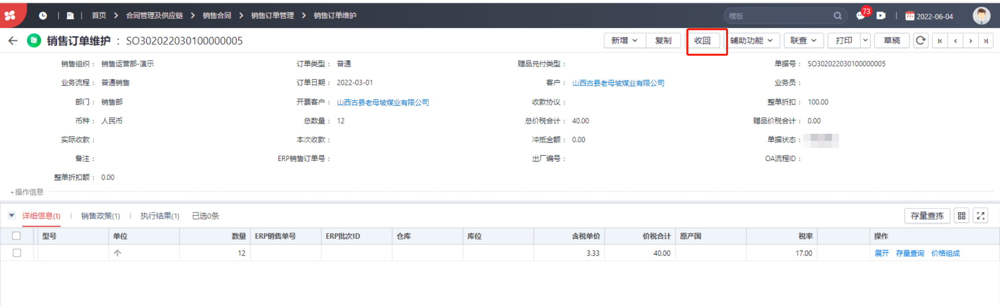 首页 > 合同管理及供应链 > 销售合同 > 销售订单管理 > 销售订单维护 模板 73 2022-06-04
销售订单维护 : SO302022030100000005 新增 复制 收回 辅助功能 联查 打印 草稿
销售组织: 销售运营部-演示 订单类型: 普通 赠品兑付类型: 单据号: SO302022030100000005
业务流程: 普通销售 订单日期: 2022-03-01 客户: 山西古县老母坡煤业有限公司 业务员:
部门: 销售部 开票客户: 山西古县老母坡煤业有限公司 收款协议: 整单折扣: 100.00
币种: 人民币 总数量: 12 总价税合计: 40.00 赠品价税合计: 0.00
实际收款: 本次收款: 冲抵金额: 0.00 单据状态:
备注: ERP销售订单号: 出厂编号: OA流程ID:
整单折扣额: 0.00
+操作信息
详细信息(1) 销售政策(1) 执行结果(1) 已选0条 存量查拣
型号 单位 数量 ERP销售单号 ERP批次ID 仓库 库位 含税单价 价税合计 原产国 税率 操作
个 12 3.33 40.00 17.00 展开 存量查询 价格组成